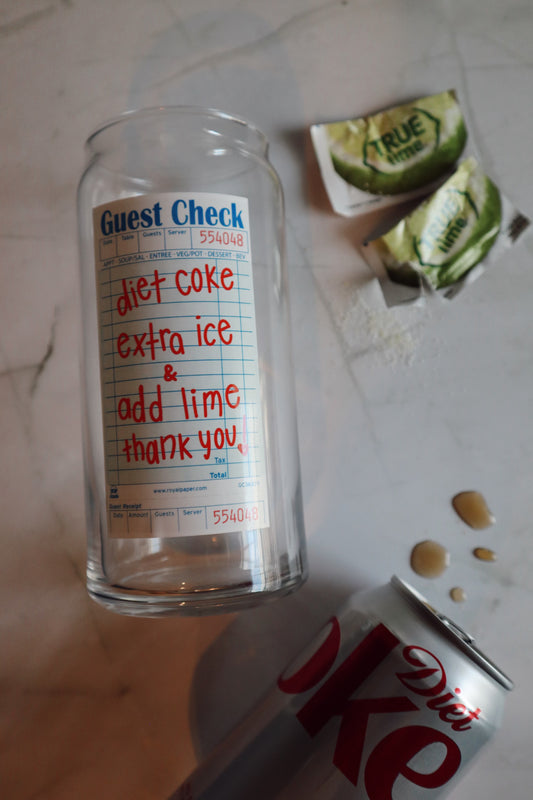 Guest Check
Date Table Guests Server 554048
APPT - SOUP/SAL - ENTREE - VEG/POT - DESSERT - BEV
diet coke
extra ice
&
add lime
thank you
Tax
Total
www.royalpaper.com
Guest Receipt
Date Amount Guests Server 554048
TRUE
lime
TRUE
lime
Diet
oke